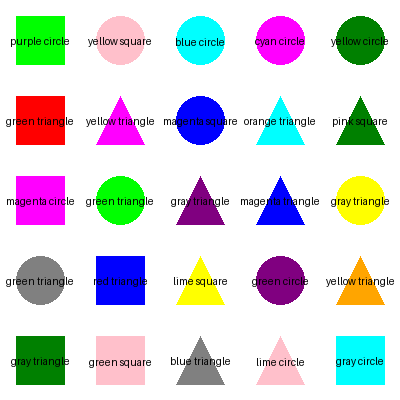 purple circle yellow square blue circle cyan circle yellow circle
green triangle yellow triangle magenta square orange triangle pink square
magenta circle green triangle gray triangle magenta triangle gray triangle
green triangle red triangle lime square green circle yellow triangle
gray triangle green square blue triangle lime circle gray circle